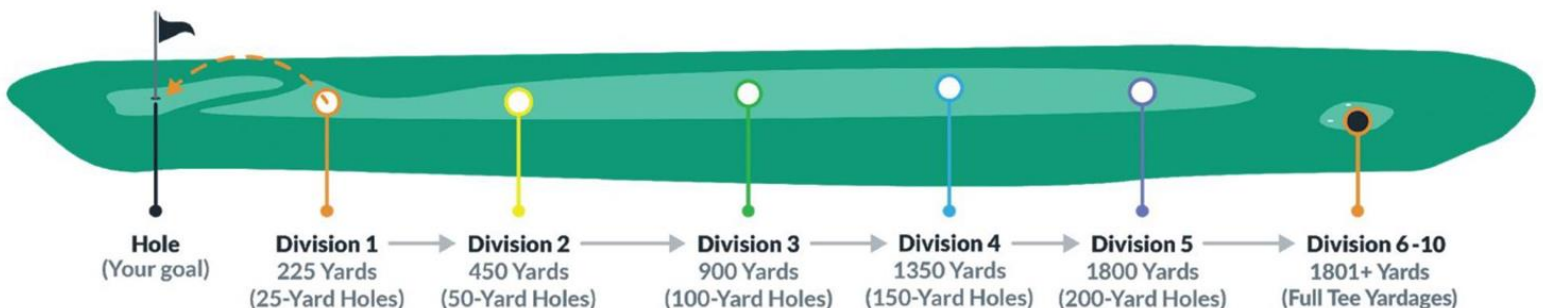 Hole
(Your goal)
Division 1
225 Yards
(25-Yard Holes)
Division 2
450 Yards
(50-Yard Holes)
Division 3
900 Yards
(100-Yard Holes)
Division 4
1350 Yards
(150-Yard Holes)
Division 5
1800 Yards
(200-Yard Holes)
Division 6-10
1801+ Yards
(Full Tee Yardages)